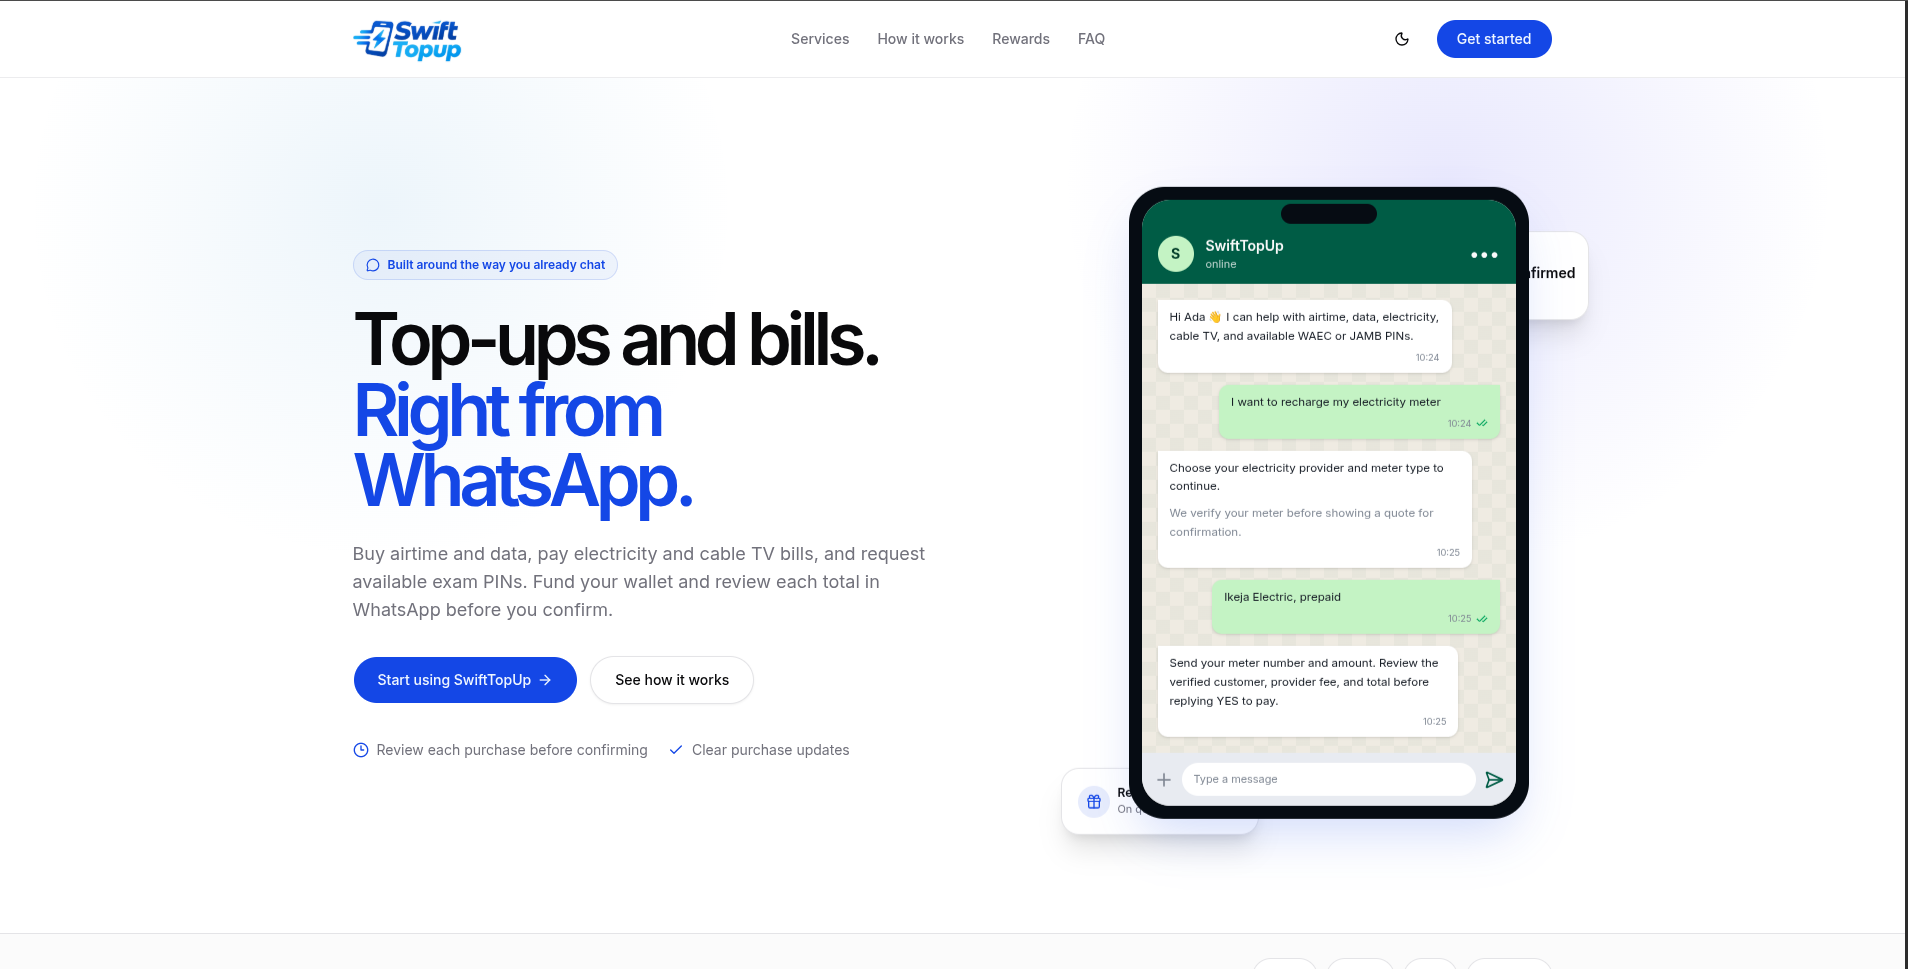 Swift
Topup
Services
How it works
Rewards
FAQ
Get started
Built around the way you already chat
Top-ups and bills.
Right from
WhatsApp.
Buy airtime and data, pay electricity and cable TV bills, and request
available exam PINs. Fund your wallet and review each total in
WhatsApp before you confirm.
Start using SwiftTopUp
See how it works
Review each purchase before confirming
Clear purchase updates
S
SwiftTopUp
online
Hi Ada 👋 I can help with airtime, data, electricity,
cable TV, and available WAEC or JAMB PINs.
10:24
I want to recharge my electricity meter
10:24
Choose your electricity provider and meter type to
continue.
We verify your meter before showing a quote for
confirmation.
10:25
Ikeja Electric, prepaid
10:25
Send your meter number and amount. Review the
verified customer, provider fee, and total before
replying YES to pay.
10:25
Type a message
On